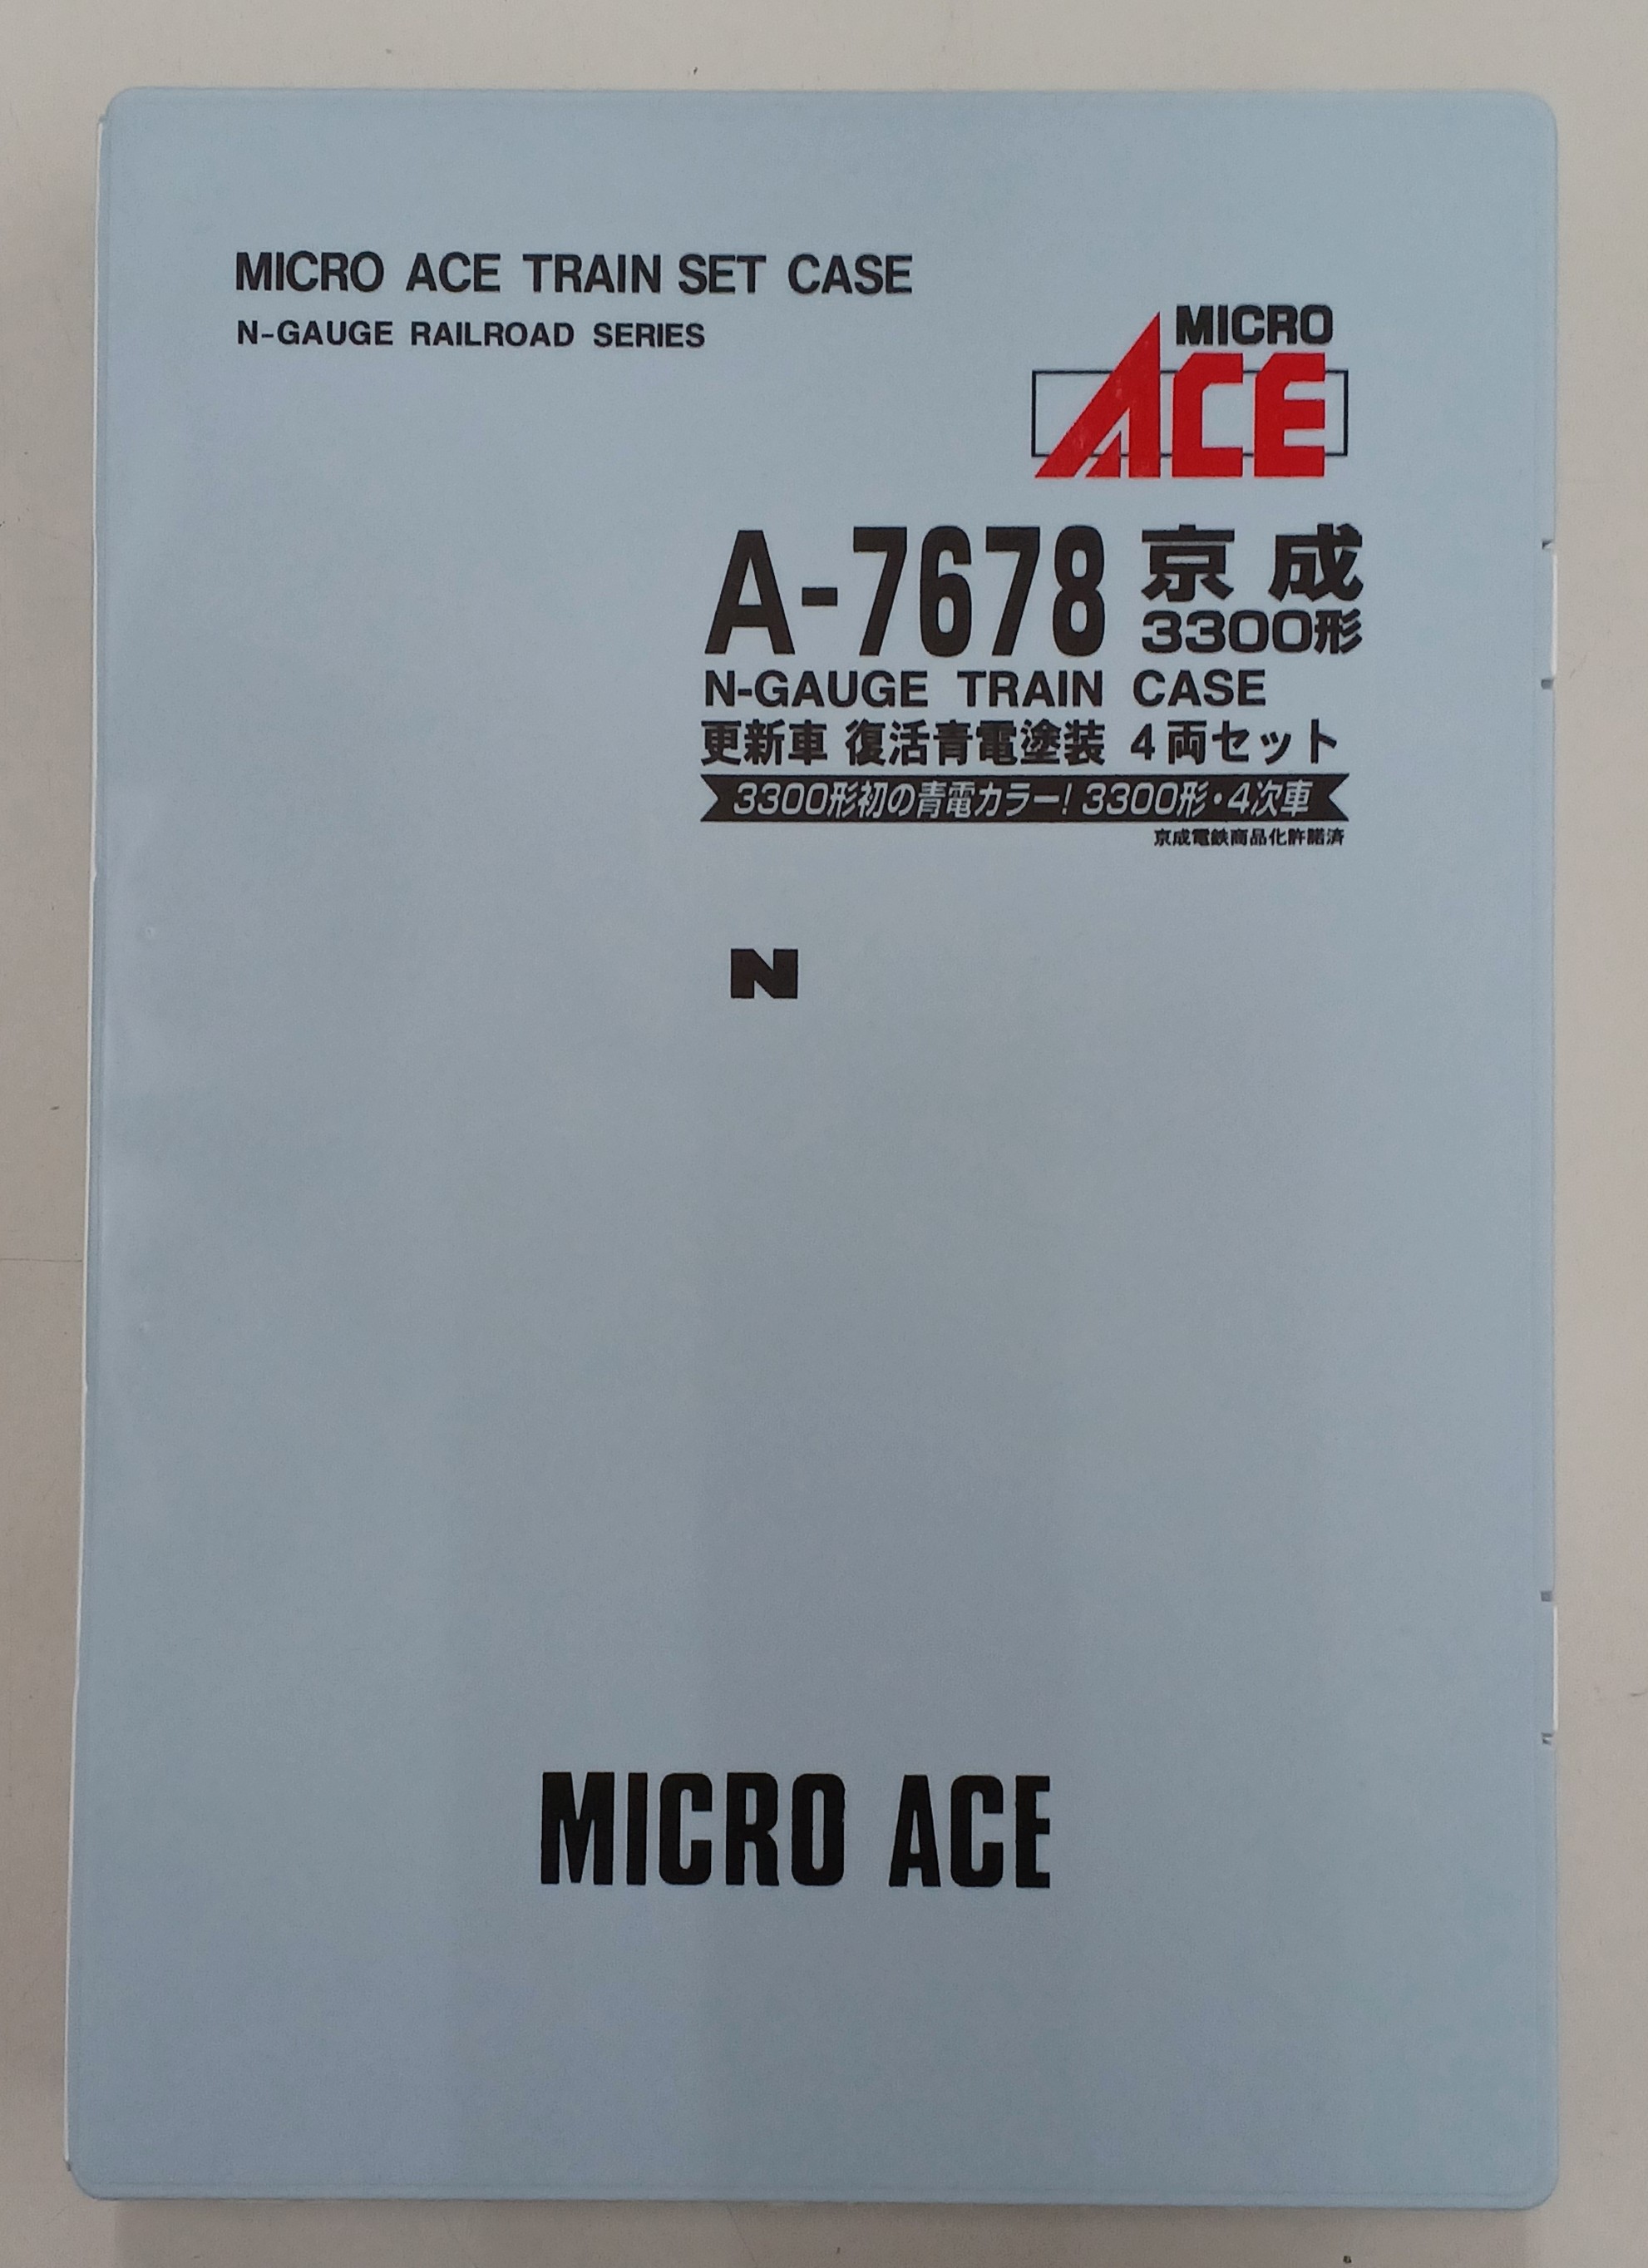 MICRO ACE TRAIN SET CASE
N-GAUGE RAILROAD SERIES
MICRO
ACE
A-7678 京成
3300形
N-GAUGE TRAIN CASE
更新車 復活青電塗装 4両セット
3300形初の青電カラー! 3300形・4次車
京成電鉄商品化許諾済
N
MICRO ACE